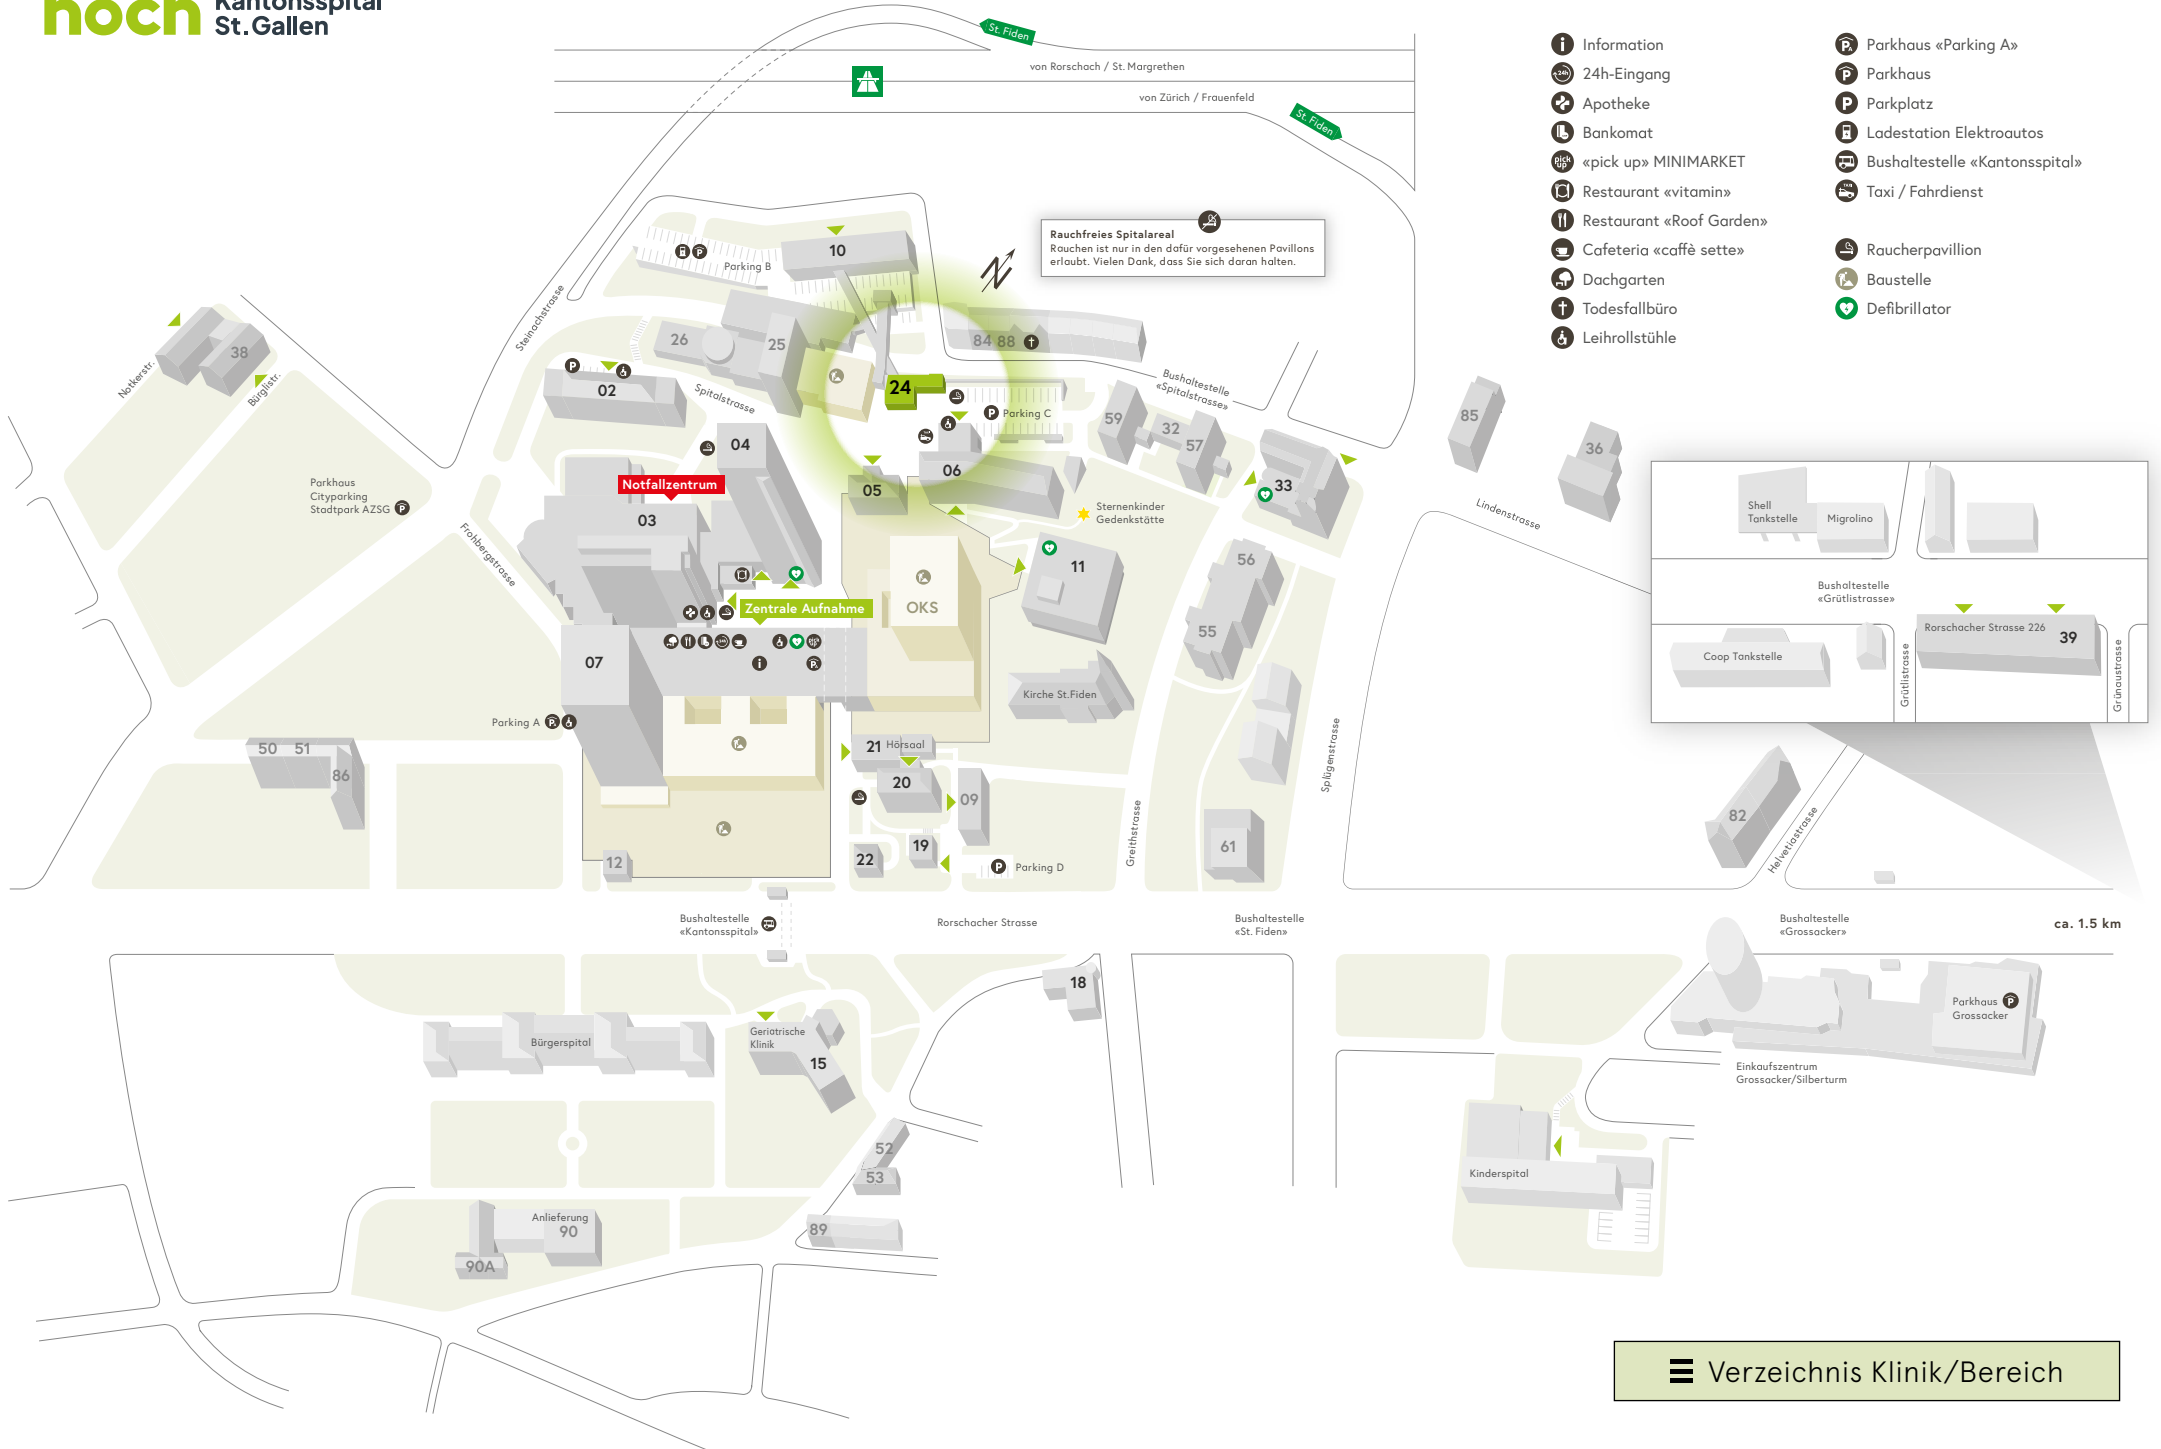 noch Kantonsspital
St.Gallen
St. Fiden
von Rorschach / St. Margrethen
von Zürich / Frauenfeld
St. Fiden
Information
24h-Eingang
Apotheke
Bankomat
«pick up» MINIMARKET
Restaurant «vitamin»
Restaurant «Roof Garden»
Cafeteria «caffè sette»
Dachgarten
Todesfallbüro
Leihrollstühle
Parkhaus «Parking A»
Parkhaus
Parkplatz
Ladestation Elektroautos
Bushaltestelle «Kantonsspital»
Taxi / Fahrdienst
Raucherpavillion
Baustelle
Defibrillator
Rauchfreies Spitalareal
Rauchen ist nur in den dafür vorgesehenen Pavillons
erlaubt. Vielen Dank, dass Sie sich daran halten.
N
10
Parking B
Steinachstrasse
26
25
84 88
38
Notkerstr.
Bürglistr.
02
Spitalstrasse
24
Bushaltestelle
«Spitalstrasse»
Parking C
59
32
57
85
36
04
06
05
33
Notfallzentrum
03
Parkhaus
Cityparking
Stadtpark AZSG
Frohbergstrasse
Sternenkinder
Gedenkstätte
Lindenstrasse
11
56
55
OKS
Zentrale Aufnahme
07
Kirche St.Fiden
Parking A
Shell
Tankstelle
Migrolino
Bushaltestelle
«Grütlistrasse»
Rorschacher Strasse 226
39
Coop Tankstelle
Grütlistrasse
Grünaustrasse
50 51
86
21 Hörsaal
20
09
19
22
12
Parking D
Greithstrasse
Splügenstrasse
61
82
Helvetiastrasse
Bushaltestelle
«Kantonsspital»
Rorschacher Strasse
Bushaltestelle
«St. Fiden»
Bushaltestelle
«Grossacker»
ca. 1.5 km
18
Bürgerspital
Geriatrische
Klinik
15
Parkhaus
Grossacker
Einkaufszentrum
Grossacker/Silberturm
52
53
89
Kinderspital
Anlieferung
90
90A
Verzeichnis Klinik/Bereich